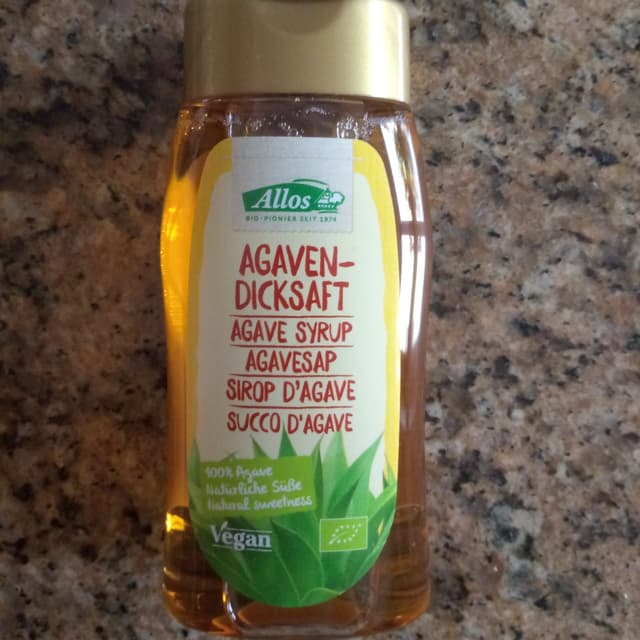 Allos
BIO-PIONIER SEIT 1974
AGAVEN-
DICKSAFT
AGAVE SYRUP
AGAVESAP
SIROP D'AGAVE
SUCCO D'AGAVE
100% Agave
Natürliche Süße
Natural sweetness
Vegan